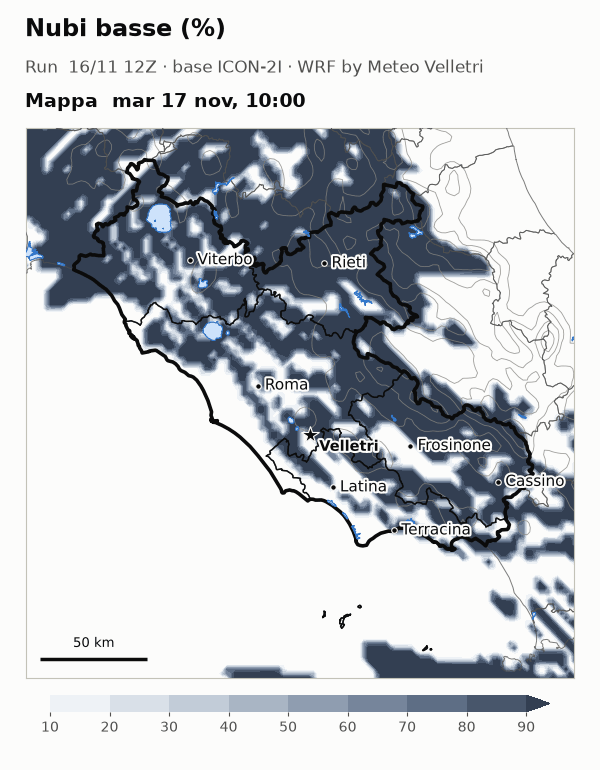 Nubi basse (%)
Run  16/11 12Z · base ICON-2I · WRF by Meteo Velletri
Mappa  mar 17 nov, 10:00
Viterbo
Rieti
Roma
Velletri
Frosinone
Cassino
Latina
Terracina
50 km
10 20 30 40 50 60 70 80 90